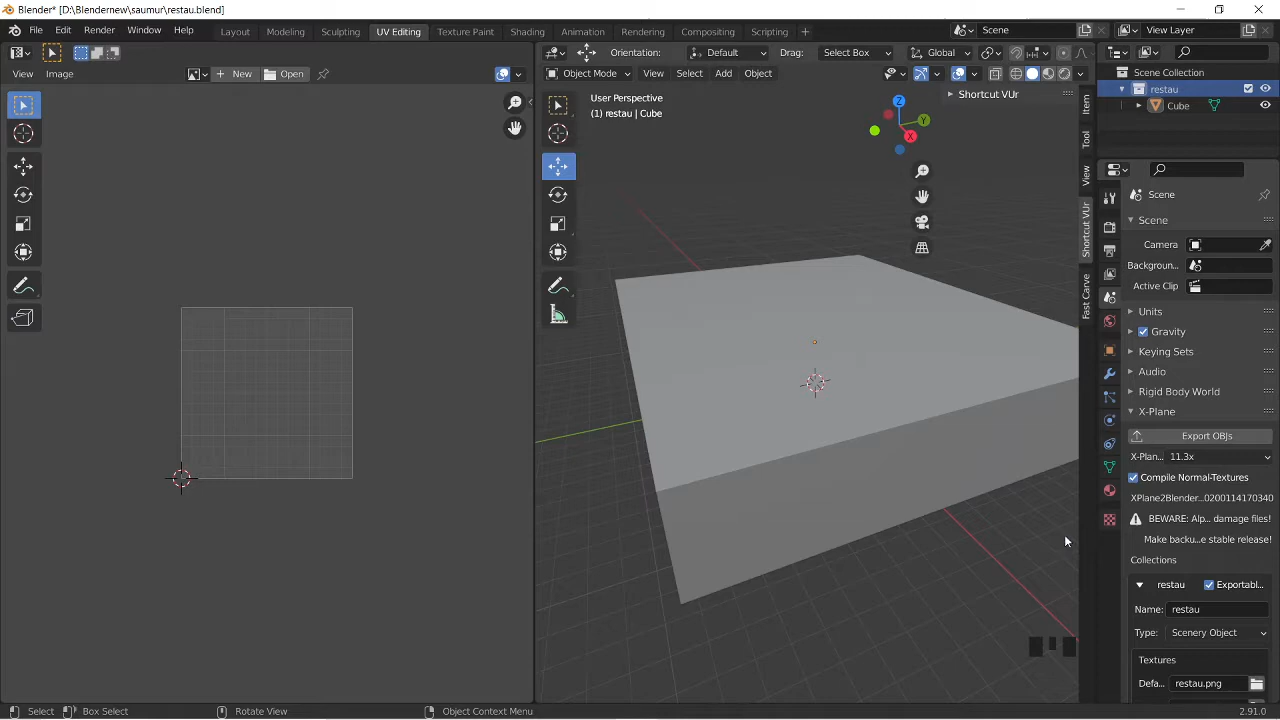 Blender* [D:\Blendernew\saumur\restau.blend]
File Edit Render Window Help Layout Modeling Sculpting UV Editing Texture Paint Shading Animation Rendering Compositing Scripting + Scene View Layer
Orientation: Default Drag: Select Box Global
View Image New Open
Object Mode View Select Add Object
User Perspective
(1) restau | Cube
Shortcut VUr
Z
Y
X
Item
Tool
View
Shortcut VUr
Fast Carve
Scene Collection
restau
Cube
Scene
Scene
Camera
Backgroun...
Active Clip
Units
Gravity
Keying Sets
Audio
Rigid Body World
X-Plane
Export OBJs
X-Plan... 11.3x
Compile Normal-Textures
XPlane2Blender...0200114170340
BEWARE: Alp... damage files!
Make backu...e stable release!
Collections
restau Exportabl...
Name: restau
Type: Scenery Object
Textures
Defa... restau.png
Select Box Select Rotate View Object Context Menu 2.91.0